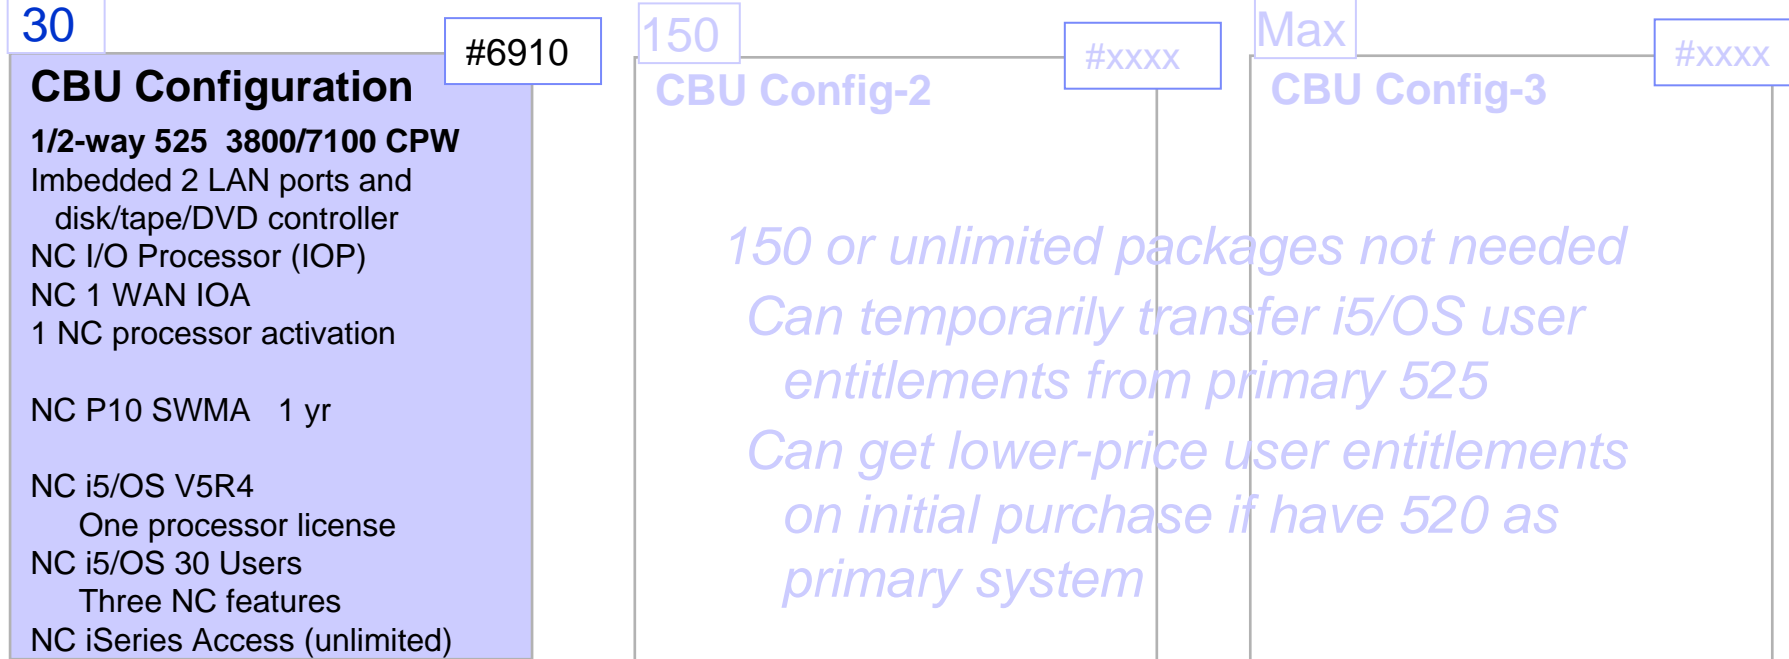 30
#6910
CBU Configuration
1/2-way 525 3800/7100 CPW
Imbedded 2 LAN ports and
disk/tape/DVD controller
NC I/O Processor (IOP)
NC 1 WAN IOA
1 NC processor activation
NC P10 SWMA 1 yr
NC i5/OS V5R4
One processor license
NC i5/OS 30 Users
Three NC features
NC iSeries Access (unlimited)
150
#xxxx
CBU Config-2
Max
#xxxx
CBU Config-3
150 or unlimited packages not needed
Can temporarily transfer i5/OS user
entitlements from primary 525
Can get lower-price user entitlements
on initial purchase if have 520 as
primary system